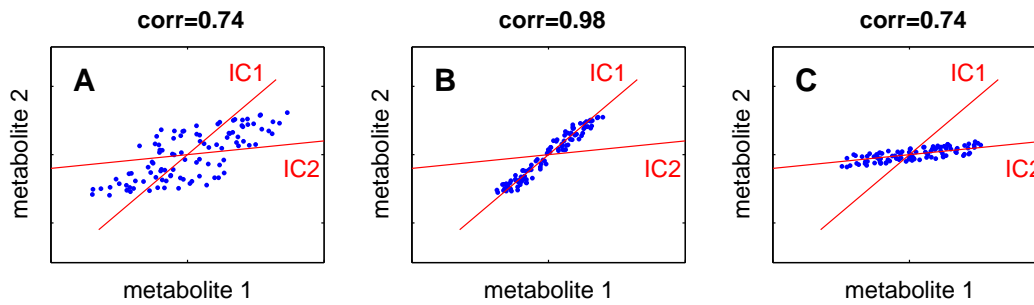 corr=0.74
A
IC1
IC2
metabolite 2
metabolite 1
corr=0.98
B
IC1
IC2
metabolite 2
metabolite 1
corr=0.74
C
IC1
IC2
metabolite 2
metabolite 1